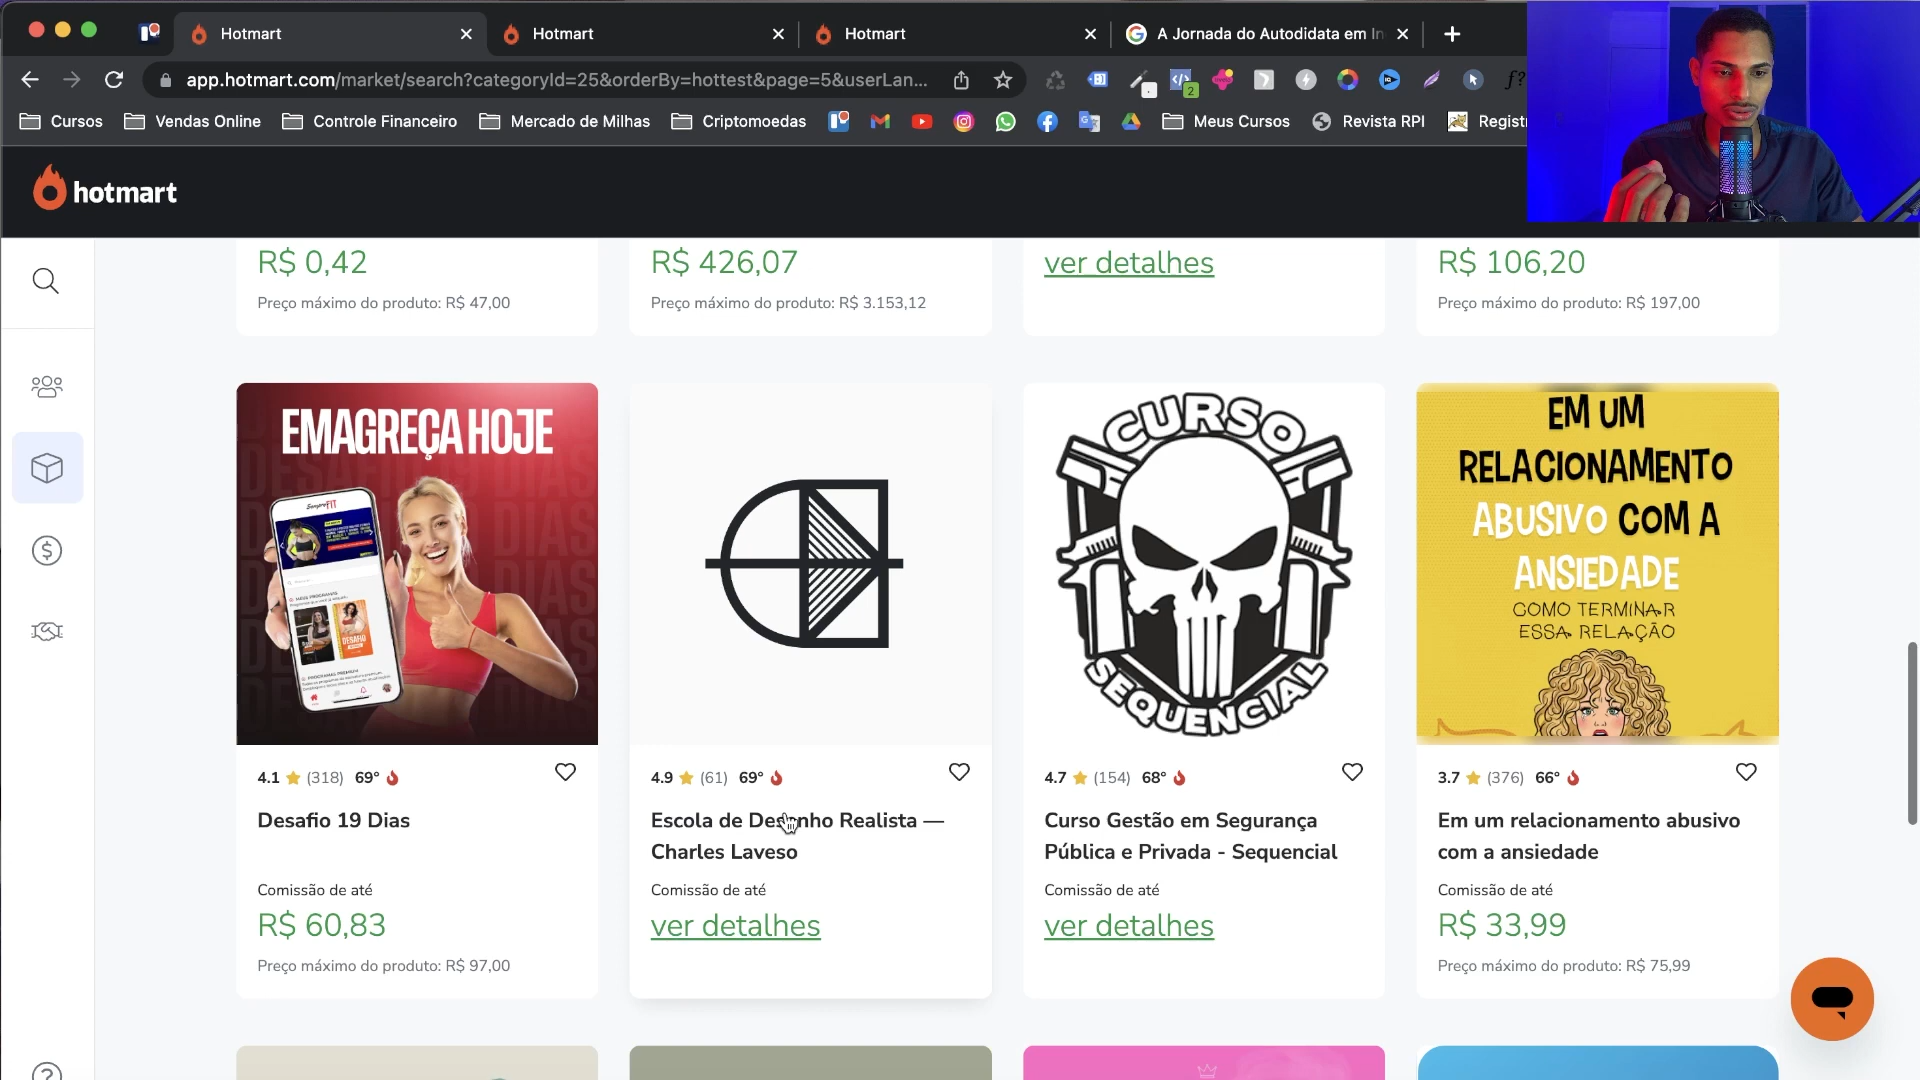 Hotmart
Hotmart
Hotmart
A Jornada do Autodidata em In
app.hotmart.com/market/search?categoryId=25&orderBy=hottest&page=5&userLan...
2
f?
Cursos
Vendas Online
Controle Financeiro
Mercado de Milhas
Criptomoedas
Meus Cursos
Revista RPI
Registr
hotmart
R$ 0,42
Preço máximo do produto: R$ 47,00
R$ 426,07
Preço máximo do produto: R$ 3.153,12
ver detalhes
R$ 106,20
Preço máximo do produto: R$ 197,00
EMAGREÇA HOJE
CURSO
SEQUENCIAL
EM UM
RELACIONAMENTO
ABUSIVO COM A
ANSIEDADE
COMO TERMINAR
ESSA RELAÇÃO
4.1 (318) 69°
Desafio 19 Dias
Comissão de até
R$ 60,83
Preço máximo do produto: R$ 97,00
4.9 (61) 69°
Escola de Desenho Realista —
Charles Laveso
Comissão de até
ver detalhes
4.7 (154) 68°
Curso Gestão em Segurança
Pública e Privada - Sequencial
Comissão de até
ver detalhes
3.7 (376) 66°
Em um relacionamento abusivo
com a ansiedade
Comissão de até
R$ 33,99
Preço máximo do produto: R$ 75,99